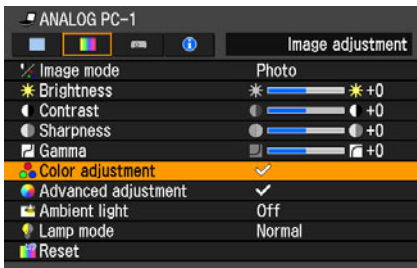 ANALOG PC-1
Image adjustment
Image mode Photo
Brightness +0
Contrast +0
Sharpness +0
Gamma +0
Color adjustment
Advanced adjustment
Ambient light Off
Lamp mode Normal
Reset